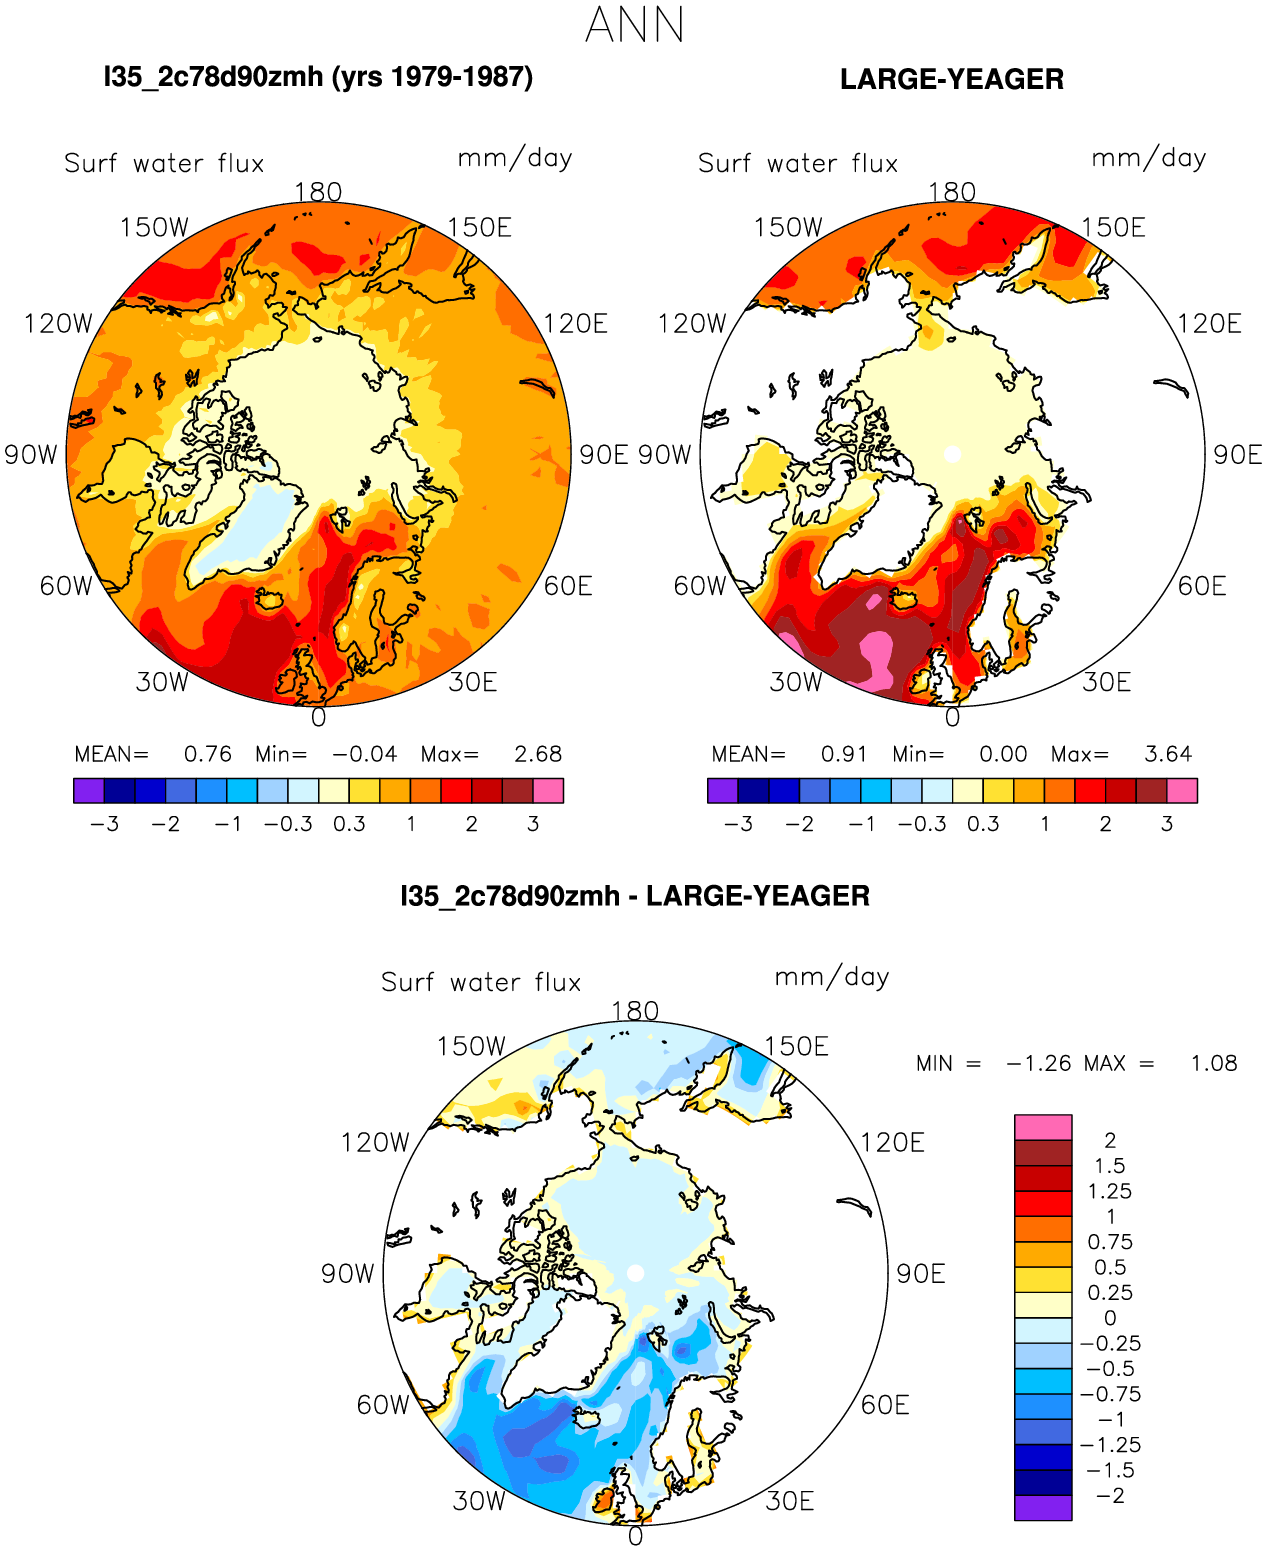 ANN
I35_2c78d90zmh (yrs 1979-1987)
LARGE-YEAGER
Surf water flux
mm/day
180
150W
150E
120W
120E
90W
90E
60W
60E
30W
30E
0
MEAN= 0.76 Min= -0.04 Max= 2.68
-3 -2 -1 -0.3 0.3 1 2 3
Surf water flux
mm/day
180
150W
150E
120W
120E
90W
90E
60W
60E
30W
30E
0
MEAN= 0.91 Min= 0.00 Max= 3.64
-3 -2 -1 -0.3 0.3 1 2 3
I35_2c78d90zmh - LARGE-YEAGER
Surf water flux
mm/day
180
150W
150E
120W
120E
90W
90E
60W
60E
30W
30E
0
MIN = -1.26 MAX = 1.08
2
1.5
1.25
1
0.75
0.5
0.25
0
-0.25
-0.5
-0.75
-1
-1.25
-1.5
-2